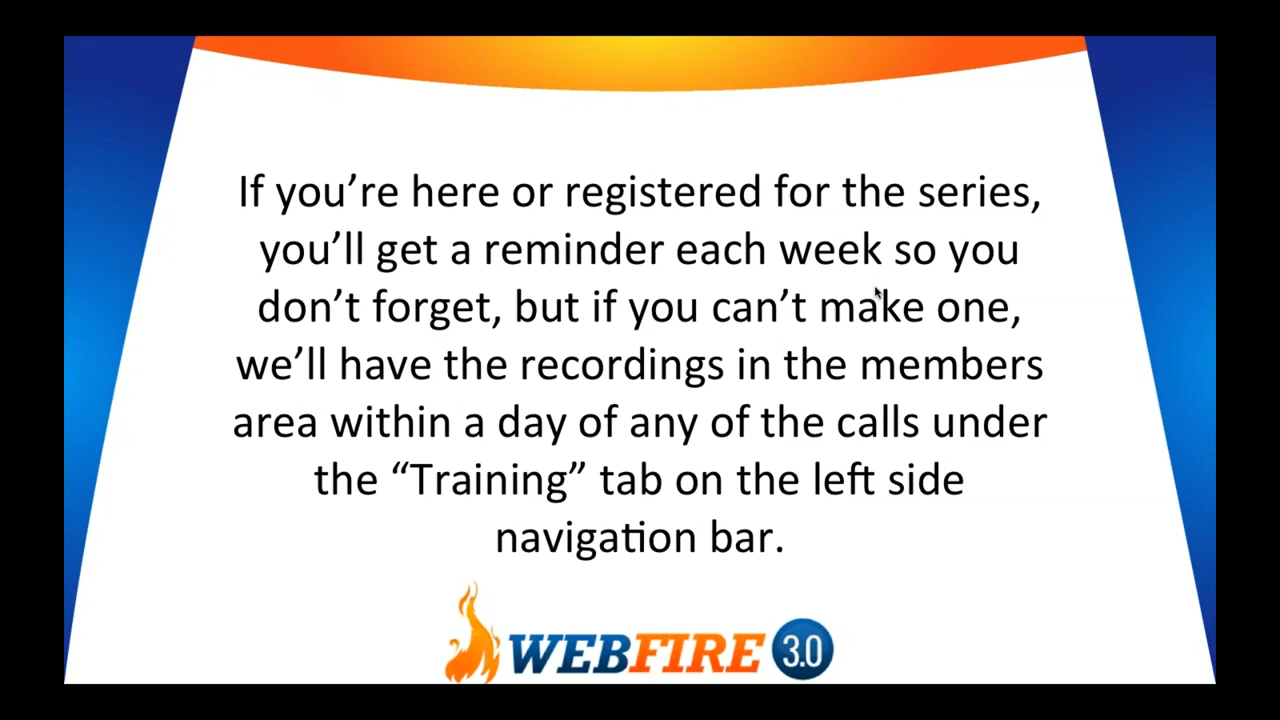 If you’re here or registered for the series,
you’ll get a reminder each week so you
don’t forget, but if you can’t make one,
we’ll have the recordings in the members
area within a day of any of the calls under
the “Training” tab on the left side
navigation bar.
WEBFIRE 3.0